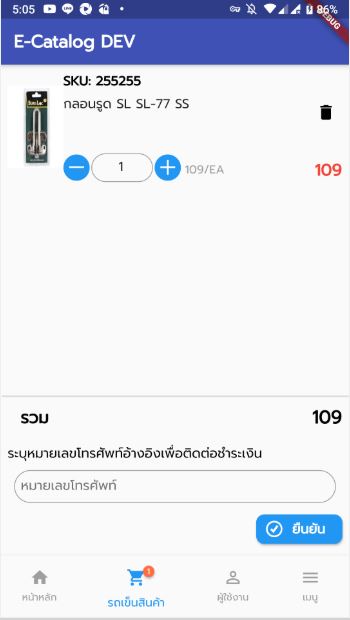 5:05
86%
DEBUG
E-Catalog DEV
SKU: 255255
กลอนรูด SL SL-77 SS
1
109/EA
109
รวม
109
ระบุหมายเลขโทรศัพท์อ้างอิงเพื่อติดต่อชำระเงิน
หมายเลขโทรศัพท์
ยืนยัน
1
หน้าหลัก
รถเข็นสินค้า
ผู้ใช้งาน
เมนู